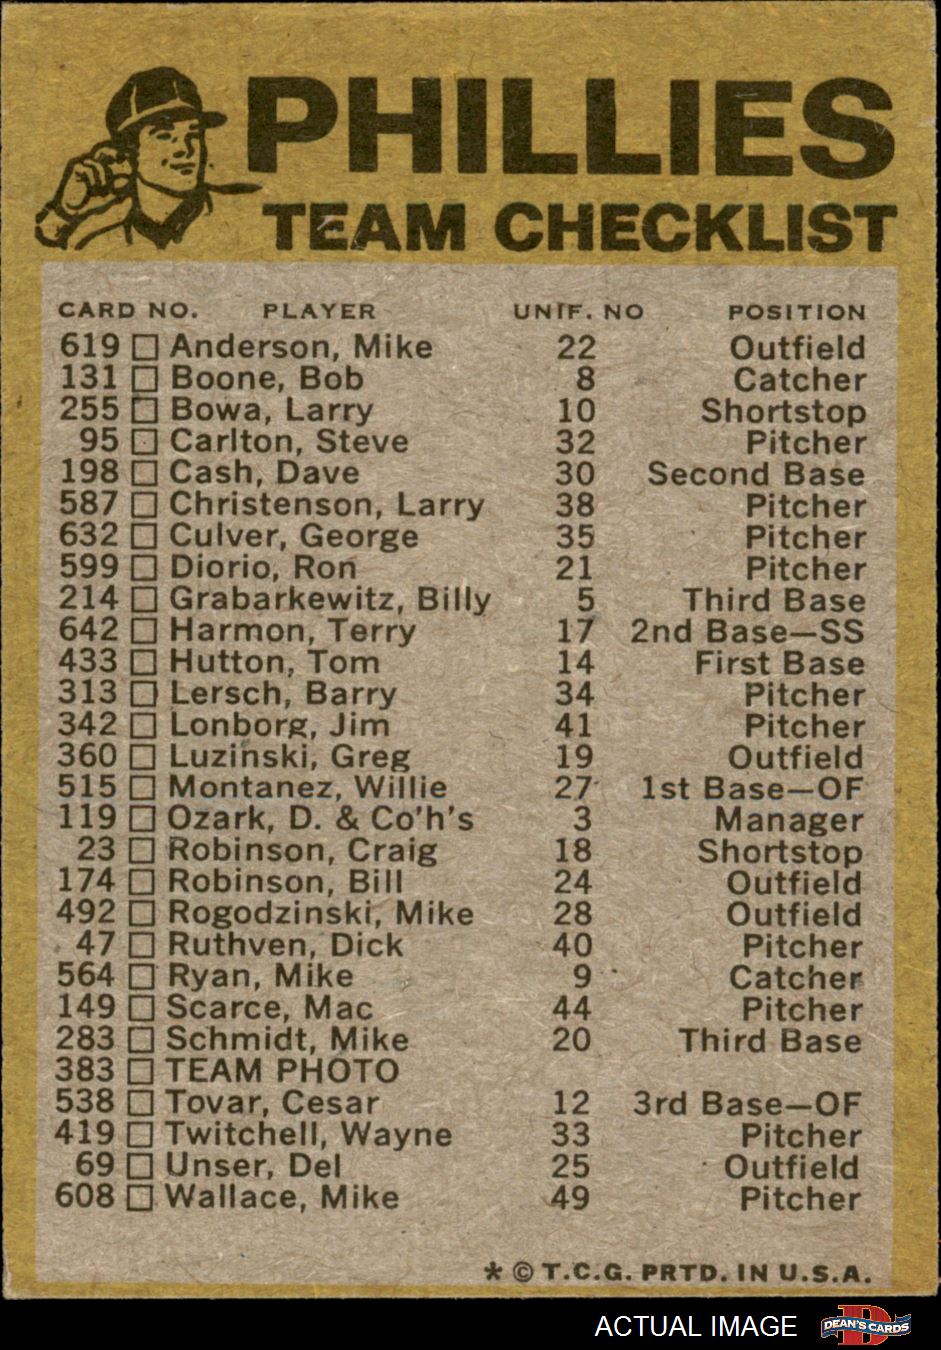 PHILLIES
TEAM CHECKLIST
CARD NO. PLAYER UNIF. NO POSITION
619 □ Anderson, Mike 22 Outfield
131 □ Boone, Bob 8 Catcher
255 □ Bowa, Larry 10 Shortstop
95 □ Carlton, Steve 32 Pitcher
198 □ Cash, Dave 30 Second Base
587 □ Christenson, Larry 38 Pitcher
632 □ Culver, George 35 Pitcher
599 □ Diorio, Ron 21 Pitcher
214 □ Grabarkewitz, Billy 5 Third Base
642 □ Harmon, Terry 17 2nd Base—SS
433 □ Hutton, Tom 14 First Base
313 □ Lersch, Barry 34 Pitcher
342 □ Lonborg, Jim 41 Pitcher
360 □ Luzinski, Greg 19 Outfield
515 □ Montanez, Willie 27 1st Base—OF
119 □ Ozark, D. & Co'h's 3 Manager
23 □ Robinson, Craig 18 Shortstop
174 □ Robinson, Bill 24 Outfield
492 □ Rogodzinski, Mike 28 Outfield
47 □ Ruthven, Dick 40 Pitcher
564 □ Ryan, Mike 9 Catcher
149 □ Scarce, Mac 44 Pitcher
283 □ Schmidt, Mike 20 Third Base
383 □ TEAM PHOTO
538 □ Tovar, Cesar 12 3rd Base—OF
419 □ Twitchell, Wayne 33 Pitcher
69 □ Unser, Del 25 Outfield
608 □ Wallace, Mike 49 Pitcher
* © T.C.G. PRTD. IN U.S.A.
ACTUAL IMAGE DEAN'S CARDS